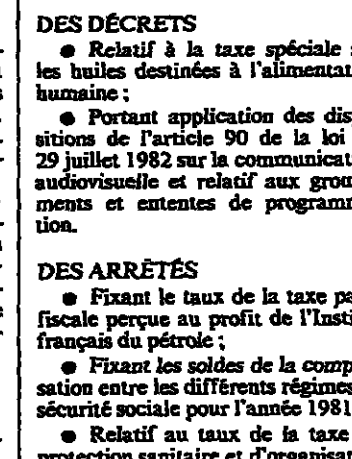 DES DÉCRETS
● Relatif à la taxe spéciale
les huiles destinées à l'alimentat
humaine ;
● Portant application des dis
sitions de l'article 90 de la loi
29 juillet 1982 sur la communicat
audiovisuelle et relatif aux grou
ments et ententes de programm
tion.
DES ARRÊTÉS
● Fixant le taux de la taxe pa
fiscale perçue au profit de l'Insti
français du pétrole ;
● Fixant les soldes de la comp
sation entre les différents régimes
sécurité sociale pour l'année 1981
● Relatif au taux de la taxe
protection sanitaire et d'organisat